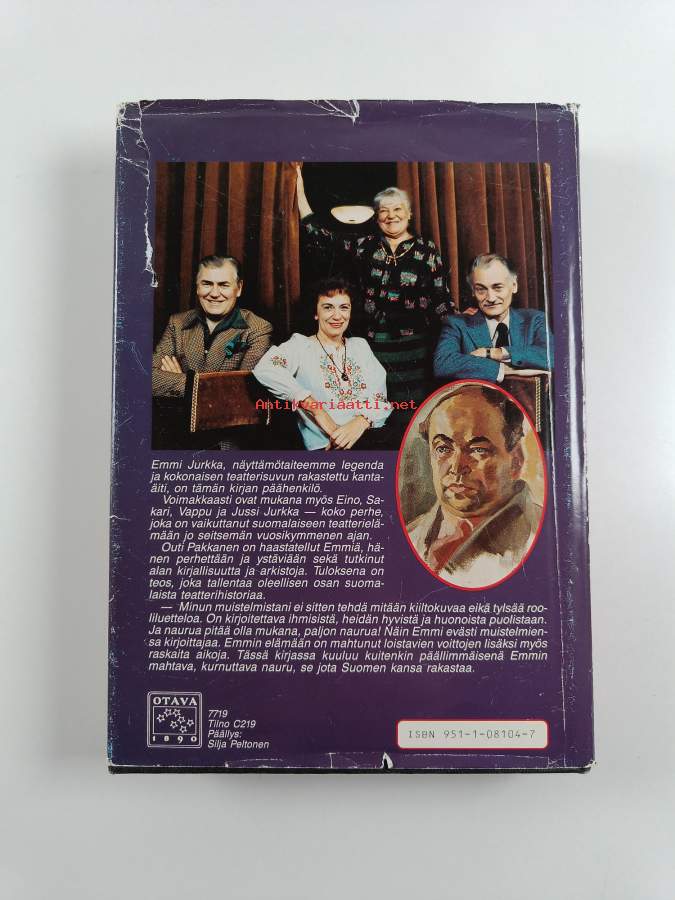 Antikvariaatti.net
Emmi Jurkka, näyttämötaiteemme legenda
ja kokonaisen teatterisuvun rakastettu kanta-
äiti, on tämän kirjan päähenkilö.
Voimakkaasti ovat mukana myös Eino, Sa-
kari, Vappu ja Jussi Jurkka — koko perhe,
joka on vaikuttanut suomalaiseen teatterielä-
mään jo seitsemän vuosikymmenen ajan.
Outi Pakkanen on haastatellut Emmiä, hä-
nen perhettään ja ystäviään sekä tutkinut
alan kirjallisuutta ja arkistoja. Tuloksena on
teos, joka tallentaa oleellisen osan suoma-
laista teatterihistoriaa.
— Minun muistelmistani ei sitten tehdä mitään kiiltokuvaa eikä tylsää roo-
liluetteloa. On kirjoitettava ihmisistä, heidän hyvistä ja huonoista puolistaan.
Ja naurua pitää olla mukana, paljon naurua! Näin Emmi evästi muistelmien-
sa kirjoittajaa. Emmin elämään on mahtunut loistavien voittojen lisäksi myös
raskaita aikoja. Tässä kirjassa kuuluu kuitenkin päällimmäisenä Emmin
mahtava, kurnuttava nauru, se jota Suomen kansa rakastaa.
OTAVA
1890
7719
Tilno C219
Päällys:
Silja Peltonen
ISBN 951-1-08104-7